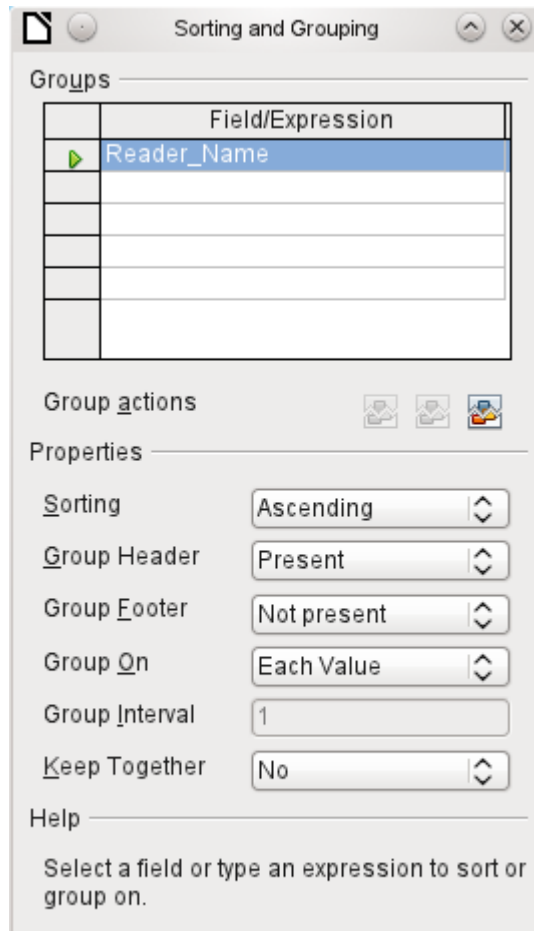 Sorting and Grouping
Groups
Field/Expression
Reader_Name
Group actions
Properties
Sorting
Ascending
Group Header
Present
Group Footer
Not present
Group On
Each Value
Group Interval
1
Keep Together
No
Help
Select a field or type an expression to sort or
group on.